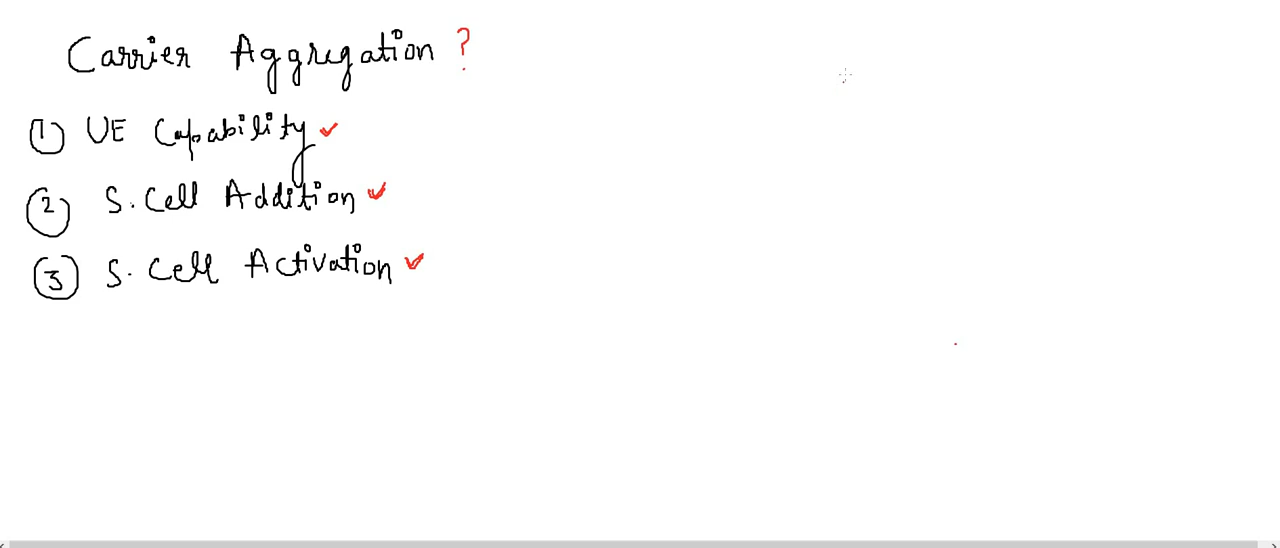 Carrier Aggregation ?
① UE Capability ✓
② S. Cell Addition ✓
③ S. Cell Activation ✓